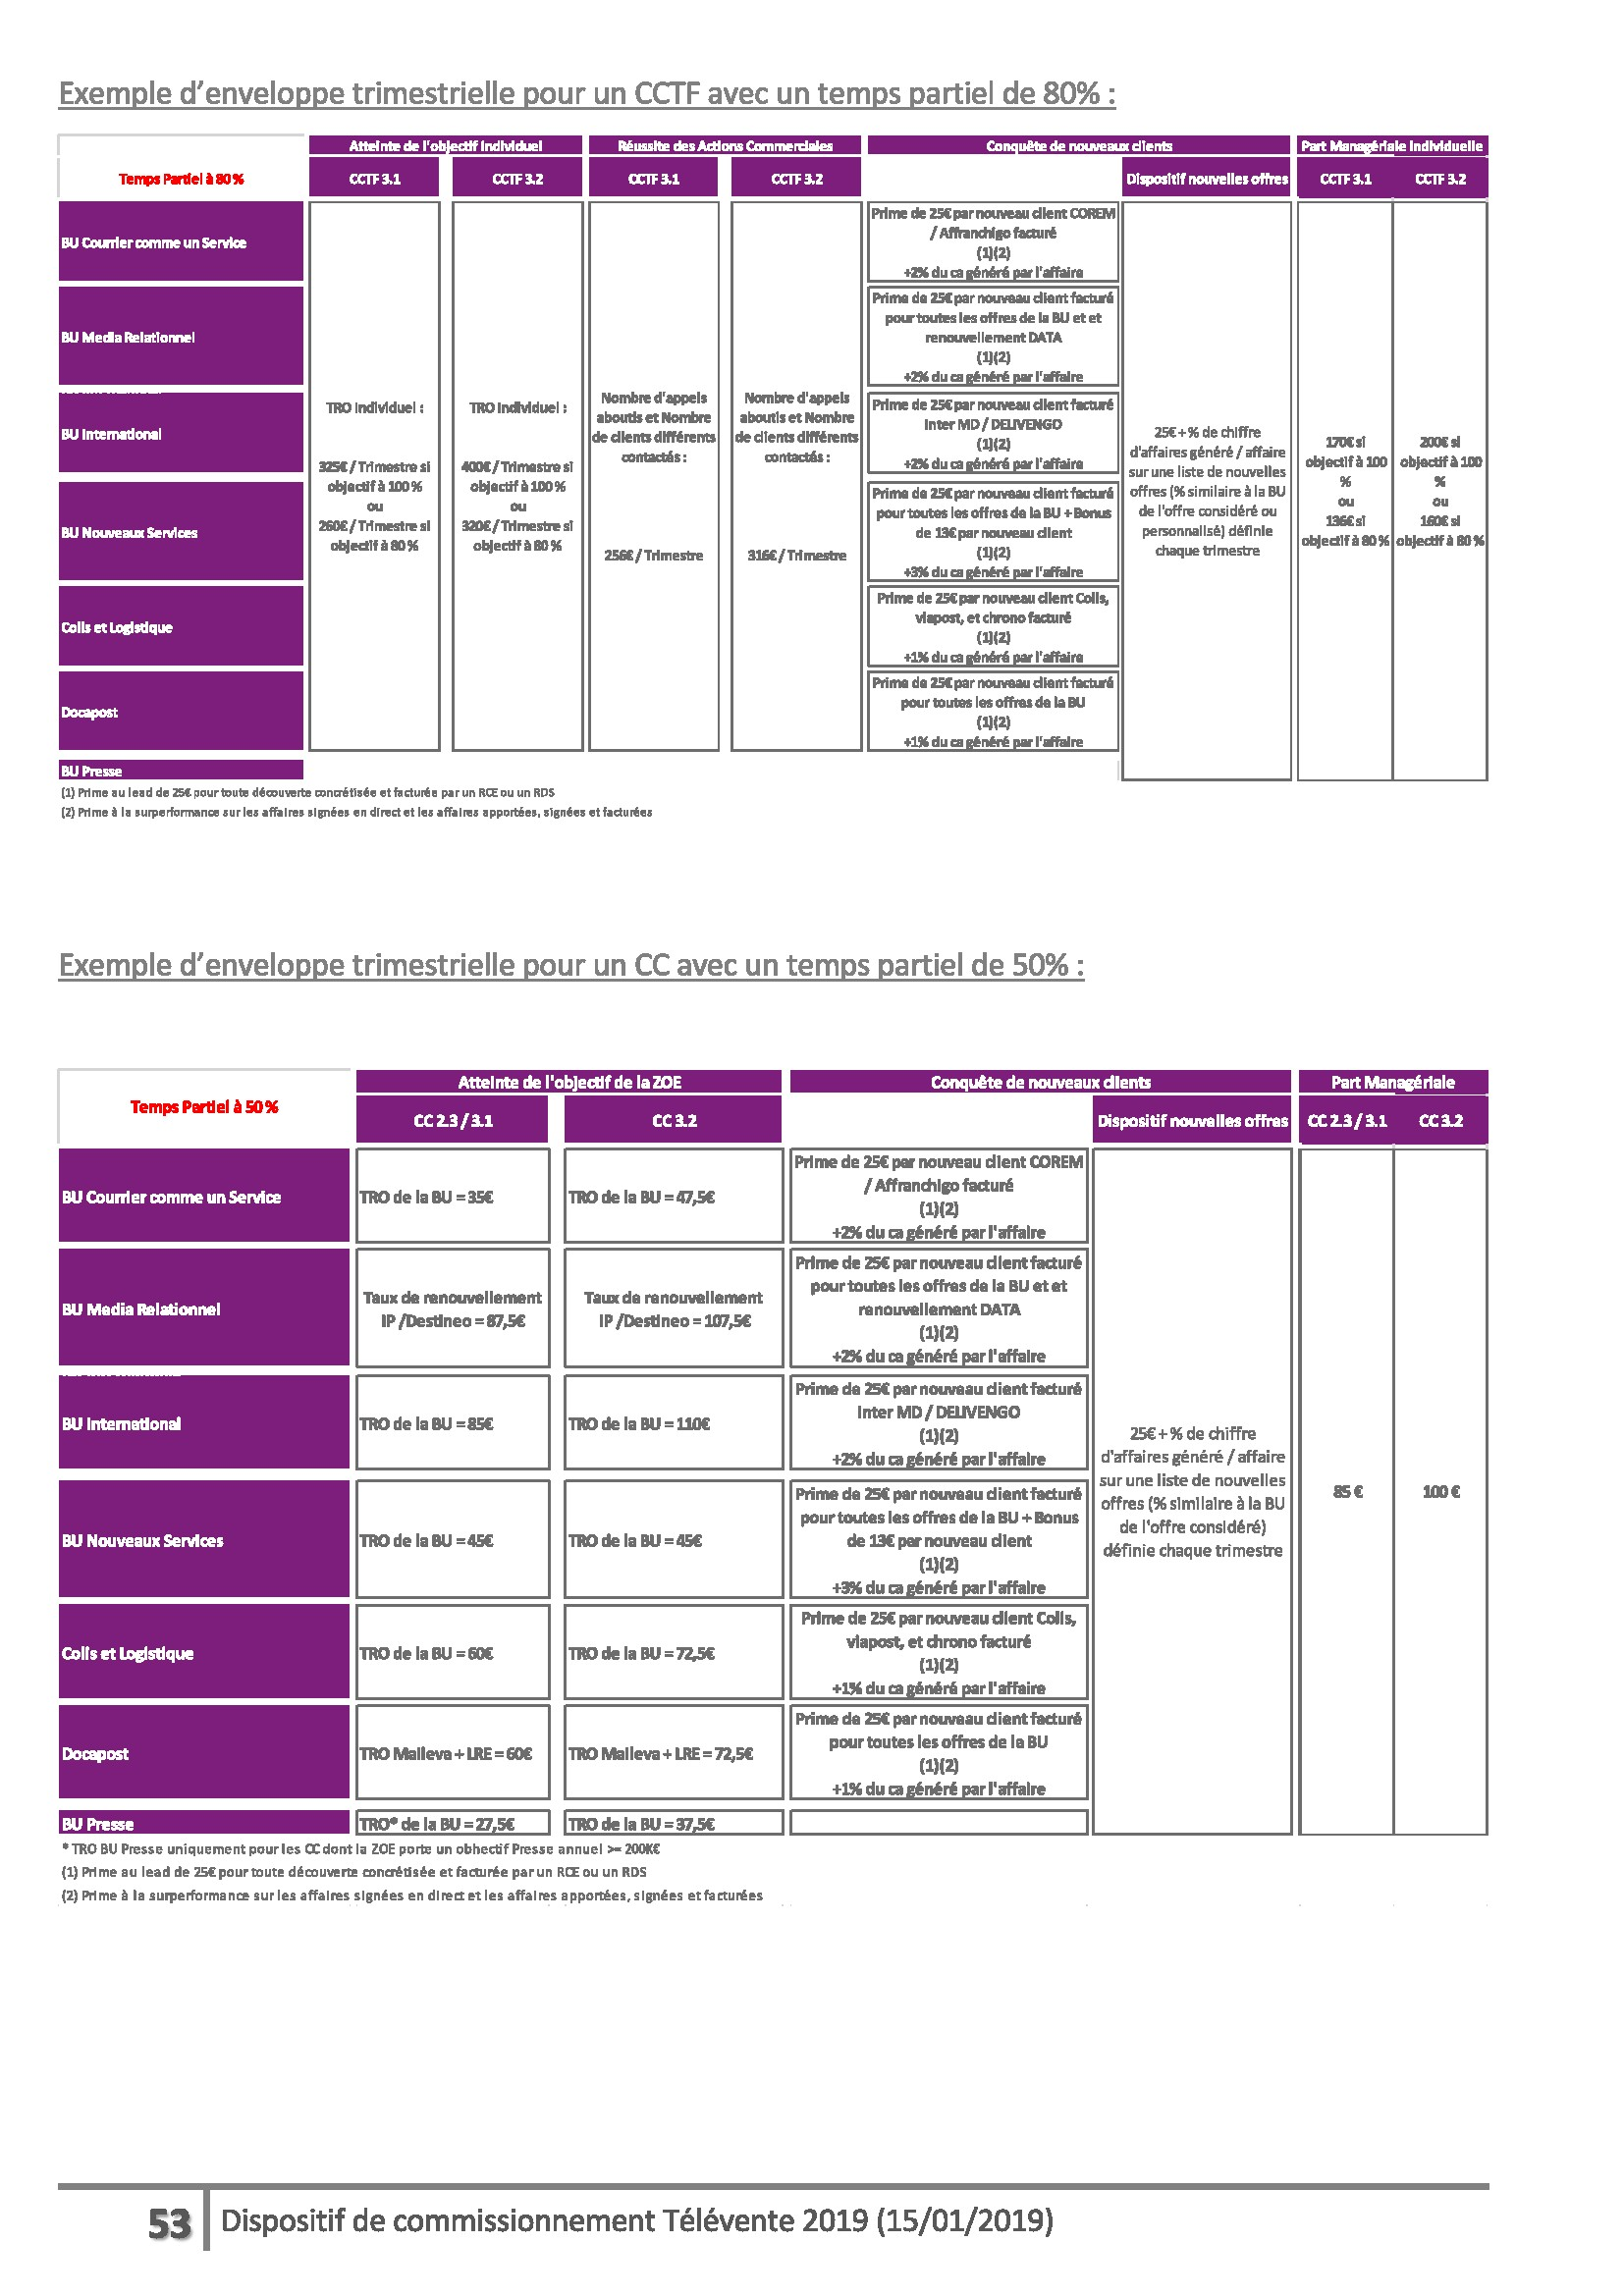 Exemple d’enveloppe trimestrielle pour un CCTF avec un temps partiel de 80% :
Atteinte de l'objectif individuel
Réussite des Actions Commerciales
Conquête de nouveaux clients
Part Managériale individuelle
Temps Partiel à 80 %
CCTF 3.1
CCTF 3.2
CCTF 3.1
CCTF 3.2
Dispositif nouvelles offres
CCTF 3.1
CCTF 3.2
BU Courrier comme un Service
BU Media Relationnel
BU International
BU Nouveaux Services
Colis et Logistique
Docapost
BU Presse
TRO individuel :
325€ / Trimestre si
objectif à 100 %
ou
260€ / Trimestre si
objectif à 80 %
TRO individuel :
400€ / Trimestre si
objectif à 100 %
ou
320€ / Trimestre si
objectif à 80 %
Nombre d'appels
aboutis et Nombre
de clients différents
contactés :
256€ / Trimestre
Nombre d'appels
aboutis et Nombre
de clients différents
contactés :
316€ / Trimestre
Prime de 25€ par nouveau client COREM
/ Affranchigo facturé
(1)(2)
+2% du ca généré par l'affaire
Prime de 25€ par nouveau client facturé
pour toutes les offres de la BU et et
renouvellement DATA
(1)(2)
+2% du ca généré par l'affaire
Prime de 25€ par nouveau client facturé
Inter MD / DELIVENGO
(1)(2)
+2% du ca généré par l'affaire
Prime de 25€ par nouveau client facturé
pour toutes les offres de la BU + Bonus
de 13€ par nouveau client
(1)(2)
+3% du ca généré par l'affaire
Prime de 25€ par nouveau client Colis,
viapost, et chrono facturé
(1)(2)
+1% du ca généré par l'affaire
Prime de 25€ par nouveau client facturé
pour toutes les offres de la BU
(1)(2)
+1% du ca généré par l'affaire
25€ + % de chiffre
d'affaires généré / affaire
sur une liste de nouvelles
offres (% similaire à la BU
de l'offre considéré ou
personnalisé) définie
chaque trimestre
170€ si
objectif à 100
%
ou
136€ si
objectif à 80 %
200€ si
objectif à 100
%
ou
160€ si
objectif à 80 %
(1) Prime au lead de 25€ pour toute découverte concrétisée et facturée par un RCE ou un RDS
(2) Prime à la surperformance sur les affaires signées en direct et les affaires apportées, signées et facturées
Exemple d’enveloppe trimestrielle pour un CC avec un temps partiel de 50% :
Temps Partiel à 50 %
Atteinte de l'objectif de la ZOE
Conquête de nouveaux clients
Part Managériale
CC 2.3 / 3.1
CC 3.2
Dispositif nouvelles offres
CC 2.3 / 3.1
CC 3.2
BU Courrier comme un Service
TRO de la BU = 35€
TRO de la BU = 47,5€
Prime de 25€ par nouveau client COREM
/ Affranchigo facturé
(1)(2)
+2% du ca généré par l'affaire
BU Media Relationnel
Taux de renouvellement
IP /Destineo = 87,5€
Taux de renouvellement
IP /Destineo = 107,5€
Prime de 25€ par nouveau client facturé
pour toutes les offres de la BU et et
renouvellement DATA
(1)(2)
+2% du ca généré par l'affaire
BU International
TRO de la BU = 85€
TRO de la BU = 110€
Prime de 25€ par nouveau client facturé
Inter MD / DELIVENGO
(1)(2)
+2% du ca généré par l'affaire
BU Nouveaux Services
TRO de la BU = 45€
TRO de la BU = 45€
Prime de 25€ par nouveau client facturé
pour toutes les offres de la BU + Bonus
de 13€ par nouveau client
(1)(2)
+3% du ca généré par l'affaire
Colis et Logistique
TRO de la BU = 60€
TRO de la BU = 72,5€
Prime de 25€ par nouveau client Colis,
viapost, et chrono facturé
(1)(2)
+1% du ca généré par l'affaire
Docapost
TRO Maileva + LRE = 60€
TRO Maileva + LRE = 72,5€
Prime de 25€ par nouveau client facturé
pour toutes les offres de la BU
(1)(2)
+1% du ca généré par l'affaire
BU Presse
TRO* de la BU = 27,5€
TRO de la BU = 37,5€
25€ + % de chiffre
d'affaires généré / affaire
sur une liste de nouvelles
offres (% similaire à la BU
de l'offre considéré)
définie chaque trimestre
85 €
100 €
* TRO BU Presse uniquement pour les CC dont la ZOE porte un obhectif Presse annuel >= 200K€
(1) Prime au lead de 25€ pour toute découverte concrétisée et facturée par un RCE ou un RDS
(2) Prime à la surperformance sur les affaires signées en direct et les affaires apportées, signées et facturées
53 Dispositif de commissionnement Télévente 2019 (15/01/2019)